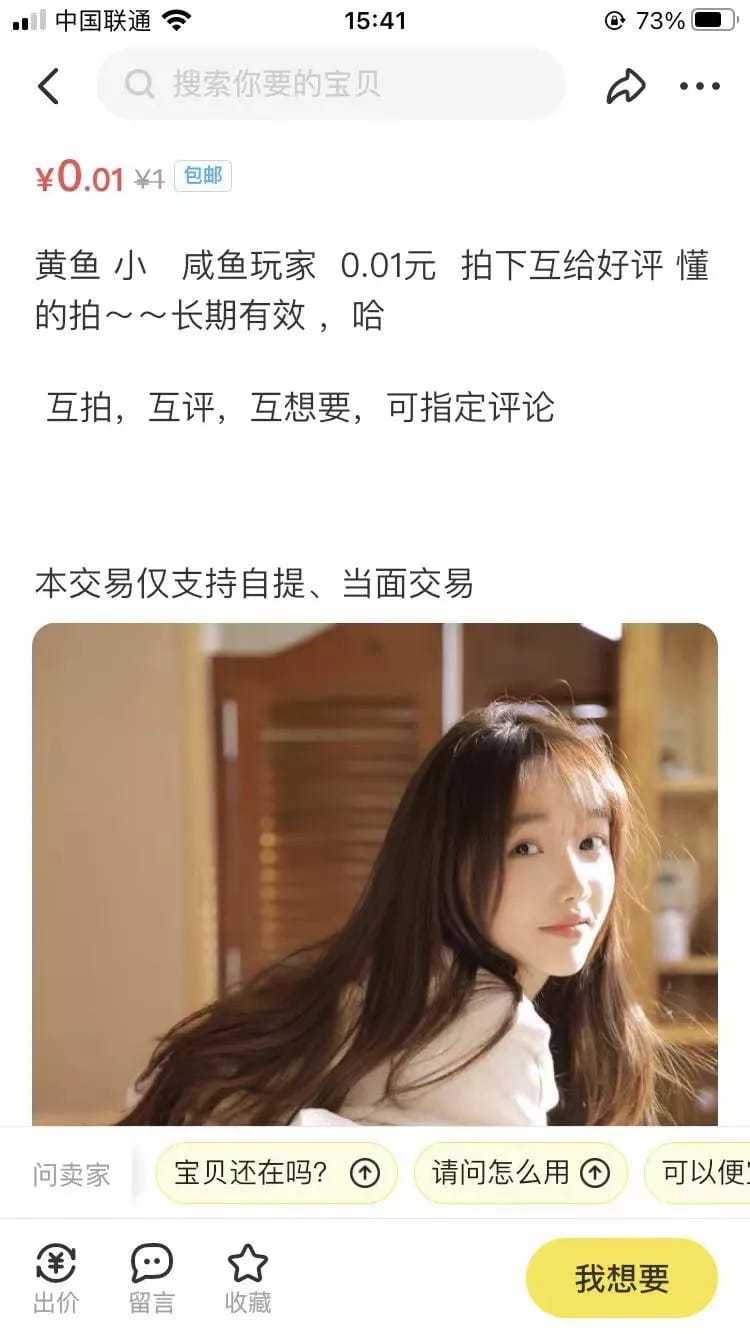 中国联通 15:41 73%
搜索你要的宝贝
¥0.01 ¥1 包邮
黄鱼 小 咸鱼玩家 0.01元 拍下互给好评 懂
的拍～～长期有效 ，哈
互拍，互评，互想要，可指定评论
本交易仅支持自提、当面交易
问卖家 宝贝还在吗？ 请问怎么用 可以便
出价 留言 收藏 我想要